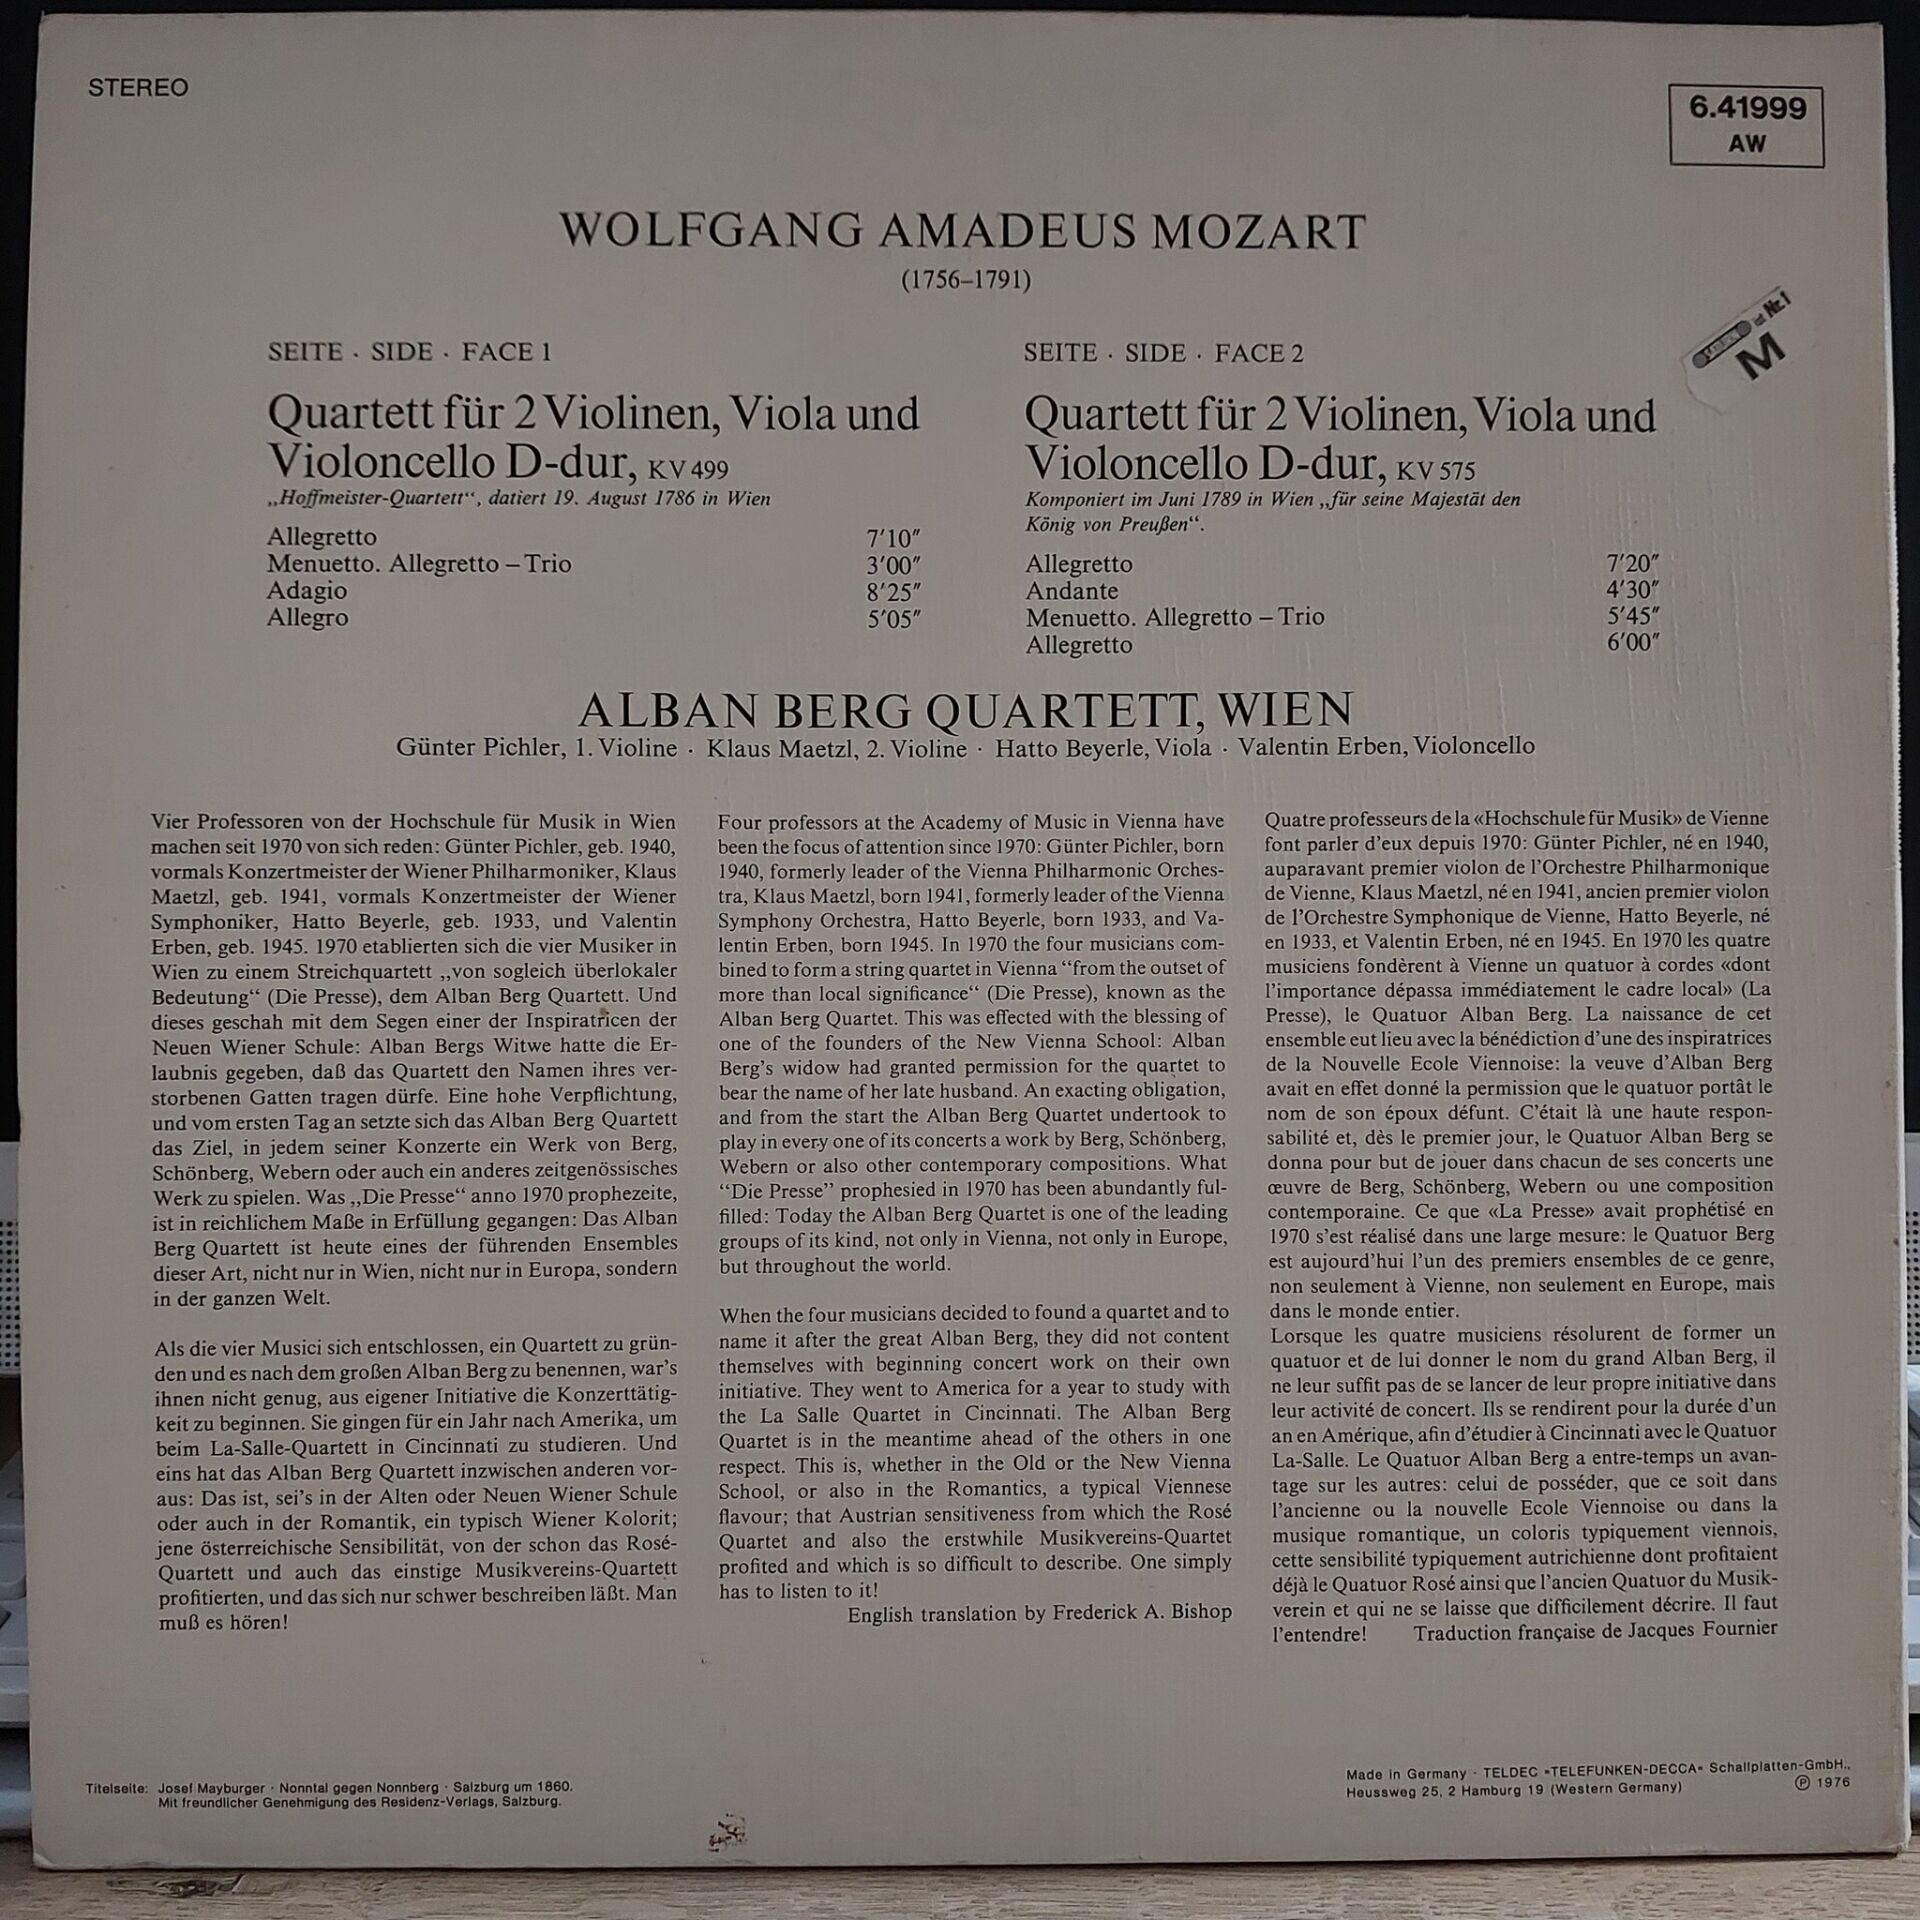 STEREO
6.41999
AW
WOLFGANG AMADEUS MOZART
(1756–1791)
SEITE · SIDE · FACE 1
Quartett für 2 Violinen, Viola und
Violoncello D-dur, KV 499
„Hoffmeister-Quartett“, datiert 19. August 1786 in Wien
Allegretto 7′10″
Menuetto. Allegretto – Trio 3′00″
Adagio 8′25″
Allegro 5′05″
SEITE · SIDE · FACE 2
Quartett für 2 Violinen, Viola und
Violoncello D-dur, KV 575
Komponiert im Juni 1789 in Wien „für seine Majestät den
König von Preußen“.
Allegretto 7′20″
Andante 4′30″
Menuetto. Allegretto – Trio 5′45″
Allegretto 6′00″
ist Nr. 1
M
ALBAN BERG QUARTETT, WIEN
Günter Pichler, 1. Violine · Klaus Maetzl, 2. Violine · Hatto Beyerle, Viola · Valentin Erben, Violoncello
Vier Professoren von der Hochschule für Musik in Wien
machen seit 1970 von sich reden: Günter Pichler, geb. 1940,
vormals Konzertmeister der Wiener Philharmoniker, Klaus
Maetzl, geb. 1941, vormals Konzertmeister der Wiener
Symphoniker, Hatto Beyerle, geb. 1933, und Valentin
Erben, geb. 1945. 1970 etablierten sich die vier Musiker in
Wien zu einem Streichquartett „von sogleich überlokaler
Bedeutung“ (Die Presse), dem Alban Berg Quartett. Und
dieses geschah mit dem Segen einer der Inspiratricen der
Neuen Wiener Schule: Alban Bergs Witwe hatte die Er-
laubnis gegeben, daß das Quartett den Namen ihres ver-
storbenen Gatten tragen dürfe. Eine hohe Verpflichtung,
und vom ersten Tag an setzte sich das Alban Berg Quartett
das Ziel, in jedem seiner Konzerte ein Werk von Berg,
Schönberg, Webern oder auch ein anderes zeitgenössisches
Werk zu spielen. Was „Die Presse“ anno 1970 prophezeite,
ist in reichlichem Maße in Erfüllung gegangen: Das Alban
Berg Quartett ist heute eines der führenden Ensembles
dieser Art, nicht nur in Wien, nicht nur in Europa, sondern
in der ganzen Welt.
Als die vier Musici sich entschlossen, ein Quartett zu grün-
den und es nach dem großen Alban Berg zu benennen, war’s
ihnen nicht genug, aus eigener Initiative die Konzerttätig-
keit zu beginnen. Sie gingen für ein Jahr nach Amerika, um
beim La-Salle-Quartett in Cincinnati zu studieren. Und
eins hat das Alban Berg Quartett inzwischen anderen vor-
aus: Das ist, sei’s in der Alten oder Neuen Wiener Schule
oder auch in der Romantik, ein typisch Wiener Kolorit;
jene österreichische Sensibilität, von der schon das Rosé-
Quartett und auch das einstige Musikvereins-Quartett
profitierten, und das sich nur schwer beschreiben läßt. Man
muß es hören!
Four professors at the Academy of Music in Vienna have
been the focus of attention since 1970: Günter Pichler, born
1940, formerly leader of the Vienna Philharmonic Orches-
tra, Klaus Maetzl, born 1941, formerly leader of the Vienna
Symphony Orchestra, Hatto Beyerle, born 1933, and Va-
lentin Erben, born 1945. In 1970 the four musicians com-
bined to form a string quartet in Vienna “from the outset of
more than local significance“ (Die Presse), known as the
Alban Berg Quartet. This was effected with the blessing of
one of the founders of the New Vienna School: Alban
Berg’s widow had granted permission for the quartet to
bear the name of her late husband. An exacting obligation,
and from the start the Alban Berg Quartet undertook to
play in every one of its concerts a work by Berg, Schönberg,
Webern or also other contemporary compositions. What
“Die Presse” prophesied in 1970 has been abundantly ful-
filled: Today the Alban Berg Quartet is one of the leading
groups of its kind, not only in Vienna, not only in Europe,
but throughout the world.
When the four musicians decided to found a quartet and to
name it after the great Alban Berg, they did not content
themselves with beginning concert work on their own
initiative. They went to America for a year to study with
the La Salle Quartet in Cincinnati. The Alban Berg
Quartet is in the meantime ahead of the others in one
respect. This is, whether in the Old or the New Vienna
School, or also in the Romantics, a typical Viennese
flavour; that Austrian sensitiveness from which the Rosé
Quartet and also the erstwhile Musikvereins-Quartet
profited and which is so difficult to describe. One simply
has to listen to it!
English translation by Frederick A. Bishop
Quatre professeurs de la «Hochschule für Musik» de Vienne
font parler d’eux depuis 1970: Günter Pichler, né en 1940,
auparavant premier violon de l’Orchestre Philharmonique
de Vienne, Klaus Maetzl, né en 1941, ancien premier violon
de l’Orchestre Symphonique de Vienne, Hatto Beyerle, né
en 1933, et Valentin Erben, né en 1945. En 1970 les quatre
musiciens fondèrent à Vienne un quatuor à cordes «dont
l’importance dépassa immédiatement le cadre local» (La
Presse), le Quatuor Alban Berg. La naissance de cet
ensemble eut lieu avec la bénédiction d’une des inspiratrices
de la Nouvelle Ecole Viennoise: la veuve d’Alban Berg
avait en effet donné la permission que le quatuor portât le
nom de son époux défunt. C’était là une haute respon-
sabilité et, dès le premier jour, le Quatuor Alban Berg se
donna pour but de jouer dans chacun de ses concerts une
œuvre de Berg, Schönberg, Webern ou une composition
contemporaine. Ce que «La Presse» avait prophétisé en
1970 s’est réalisé dans une large mesure: le Quatuor Berg
est aujourd’hui l’un des premiers ensembles de ce genre,
non seulement à Vienne, non seulement en Europe, mais
dans le monde entier.
Lorsque les quatre musiciens résolurent de former un
quatuor et de lui donner le nom du grand Alban Berg, il
ne leur suffit pas de se lancer de leur propre initiative dans
leur activité de concert. Ils se rendirent pour la durée d’un
an en Amérique, afin d’étudier à Cincinnati avec le Quatuor
La-Salle. Le Quatuor Alban Berg a entre-temps un avan-
tage sur les autres: celui de posséder, que ce soit dans
l’ancienne ou la nouvelle Ecole Viennoise ou dans la
musique romantique, un coloris typiquement viennois,
cette sensibilité typiquement autrichienne dont profitaient
déjà le Quatuor Rosé ainsi que l’ancien Quatuor du Musik-
verein et qui ne se laisse que difficilement décrire. Il faut
l’entendre! Traduction française de Jacques Fournier
Titelseite: Josef Mayburger · Nonntal gegen Nonnberg · Salzburg um 1860.
Mit freundlicher Genehmigung des Residenz-Verlags, Salzburg.
Made in Germany · TELDEC »TELEFUNKEN-DECCA« Schallplatten-GmbH.,
Heussweg 25, 2 Hamburg 19 (Western Germany) ℗ 1976